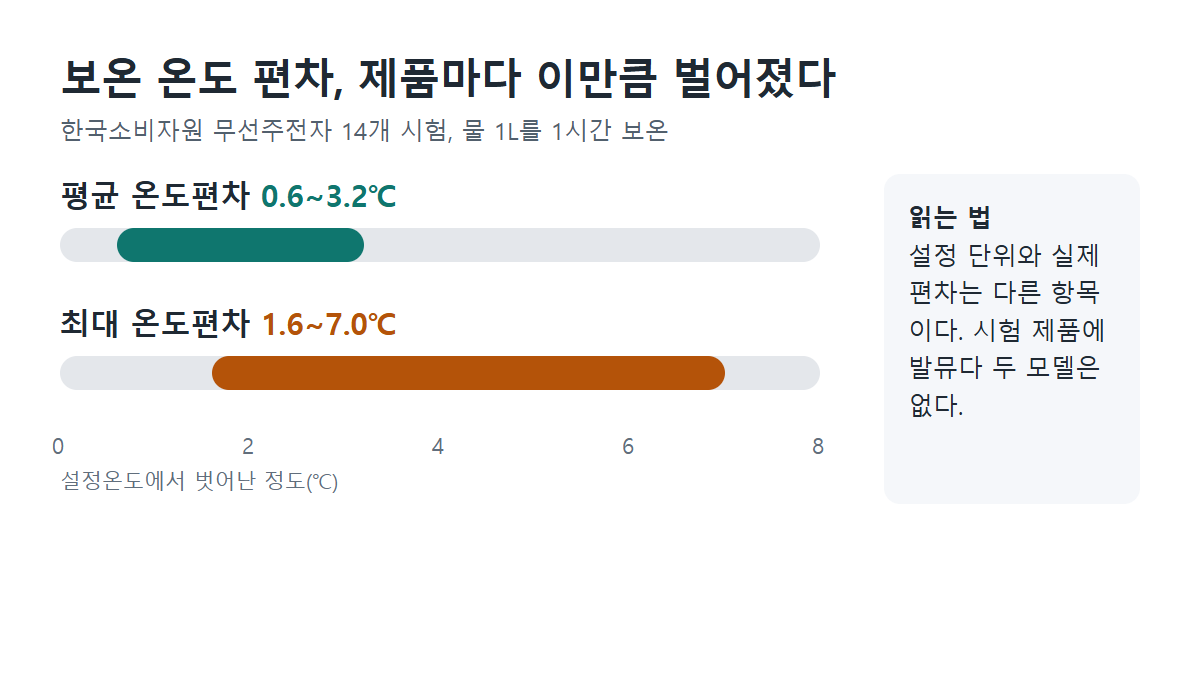 보온 온도 편차, 제품마다 이만큼 벌어졌다
한국소비자원 무선주전자 14개 시험, 물 1L를 1시간 보온
평균 온도편차 0.6~3.2℃
최대 온도편차 1.6~7.0℃
0 2 4 6 8
설정온도에서 벗어난 정도(℃)
읽는 법
설정 단위와 실제
편차는 다른 항목
이다. 시험 제품에
발뮤다 두 모델은
없다.